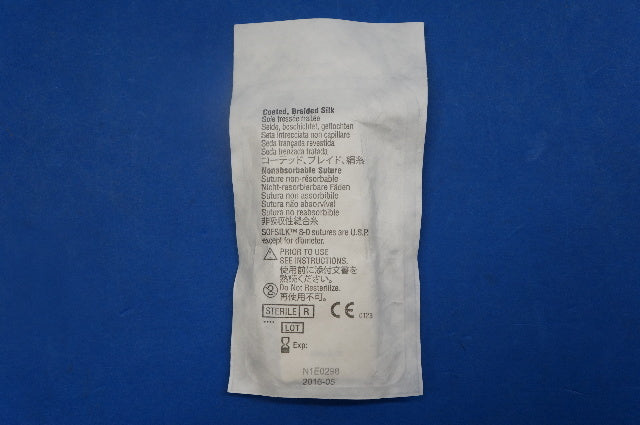 Coated, Braided Silk
Soie tressée traitée
Seide, beschichtet, geflochten
Seta intrecciata non capillare
Seda trançada revestida
Seda trenzada tratada
コーテッド、ブレイド、絹糸
Nonabsorbable Suture
Suture non-résorbable
Nicht-resorbierbare Fäden
Sutura non assorbibile
Sutura não absorvível
Sutura no reabsorbible
非吸収性縫合糸
SOFSILK™ S-D sutures are U.S.P.
except for diameter.
PRIOR TO USE
SEE INSTRUCTIONS.
使用前に添付文書を
熟読ください。
Do Not Resterilize.
再使用不可。
STERILE R
CE 0123
LOT
Exp:
N1E0298
2016-05